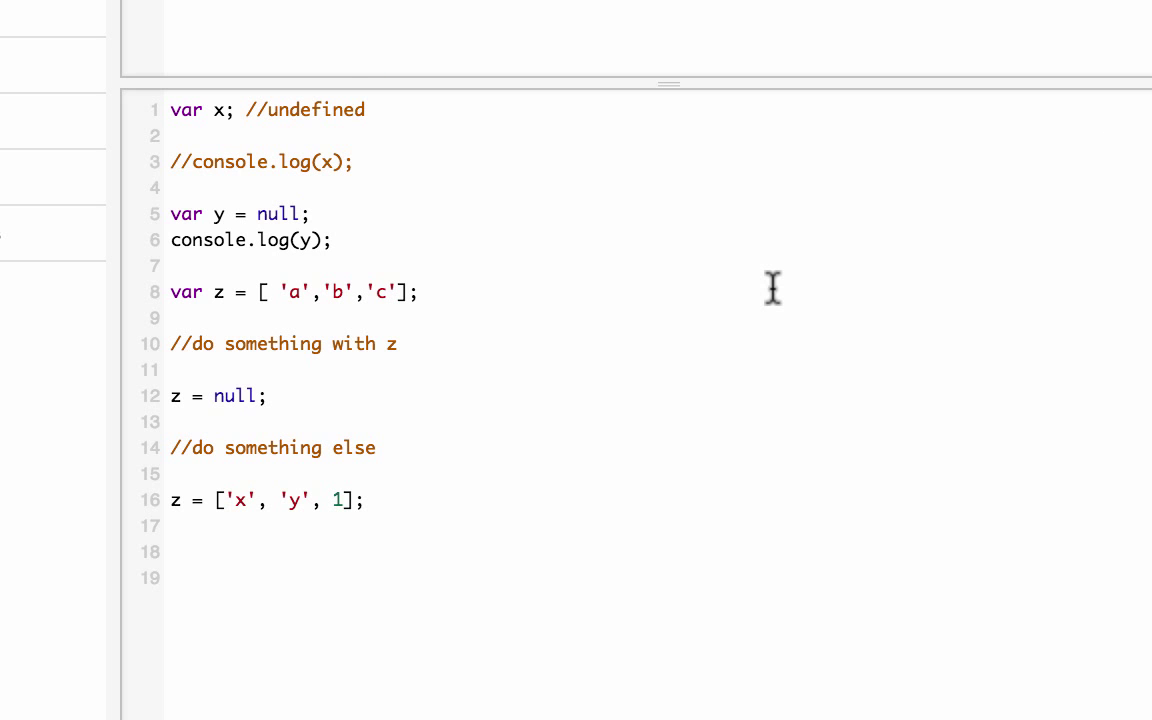 1 var x; //undefined
2
3 //console.log(x);
4
5 var y = null;
6 console.log(y);
7
8 var z = [ 'a','b','c'];
9
10 //do something with z
11
12 z = null;
13
14 //do something else
15
16 z = ['x', 'y', 1];
17
18
19